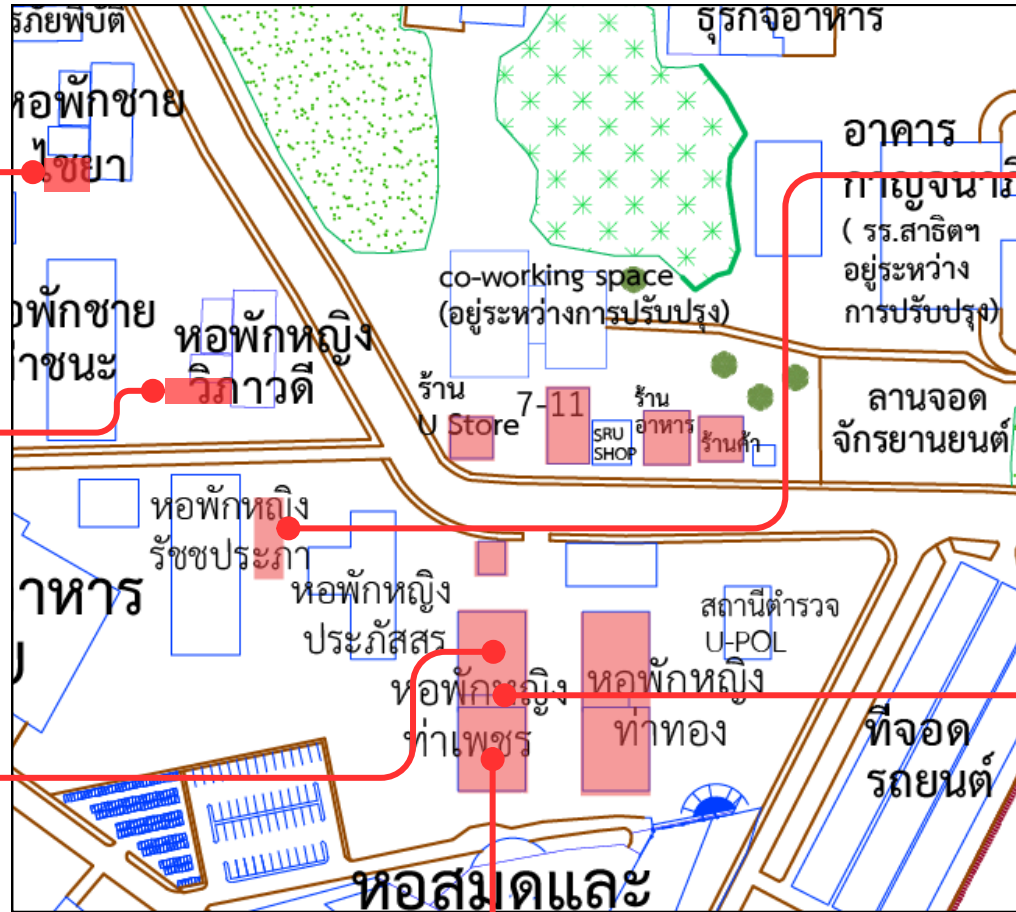 ธุรกิจอาหาร
หอพักชาย
ไชยา
อาคาร
( รร.สาธิตฯ
อยู่ระหว่าง
การปรับปรุง)
co-working space
(อยู่ระหว่างการปรับปรุง)
หอพักหญิง
วิภาวดี
ร้าน
U Store
7-11
SRU
SHOP
ร้าน
อาหาร
ร้านค้า
ลานจอด
จักรยานยนต์
หอพักหญิง
รัชชประภา
หอพักหญิง
ประภัสสร
สถานีตำรวจ
U-POL
หอพักหญิง
ท่าเพชร
หอพักหญิง
ท่าทอง
ที่จอด
รถยนต์
หอสมุดและ